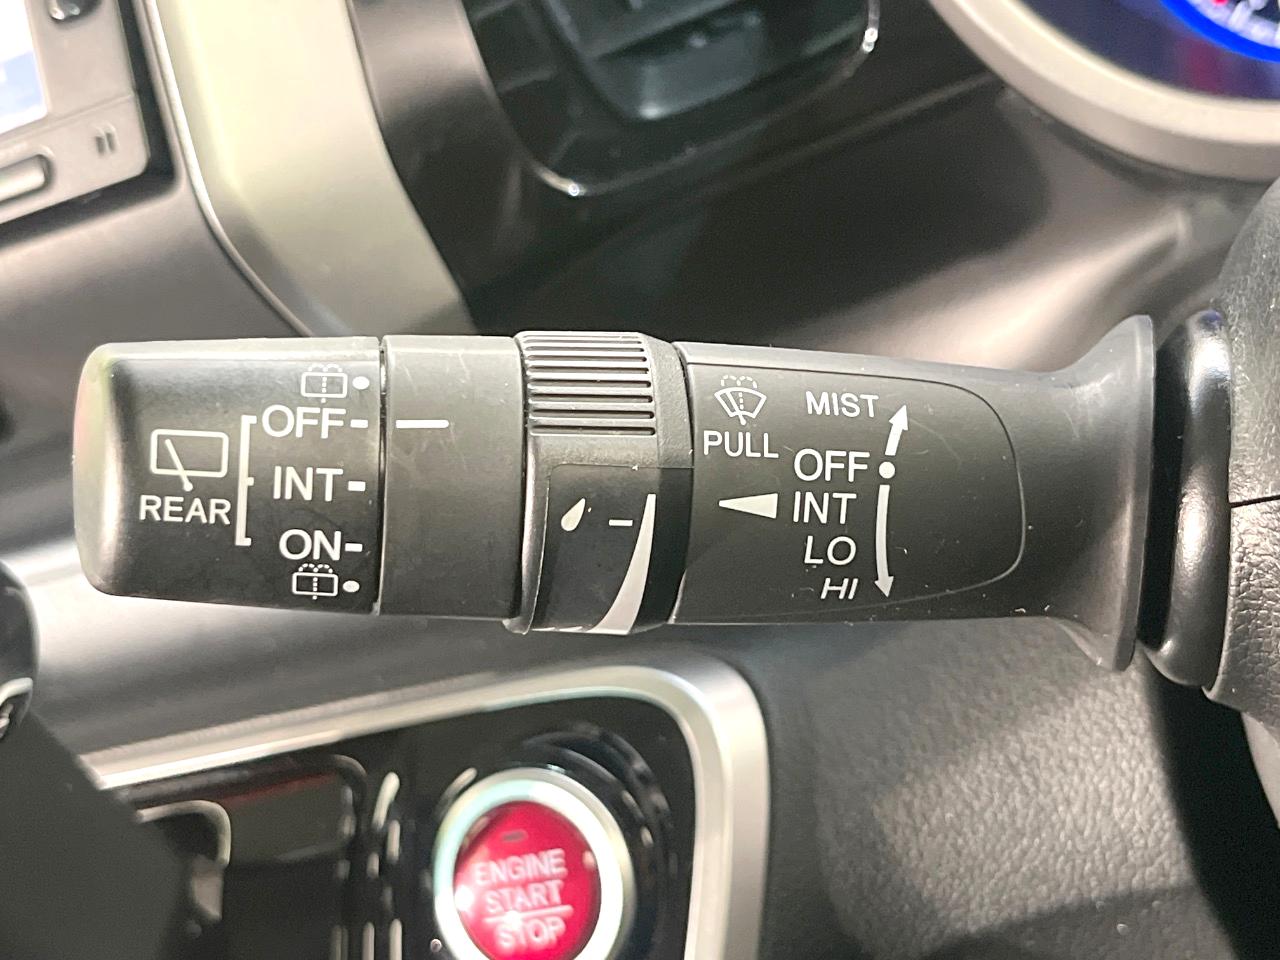 OFF
INT
ON
REAR
PULL
MIST
OFF
INT
LO
HI
ENGINE
START
STOP